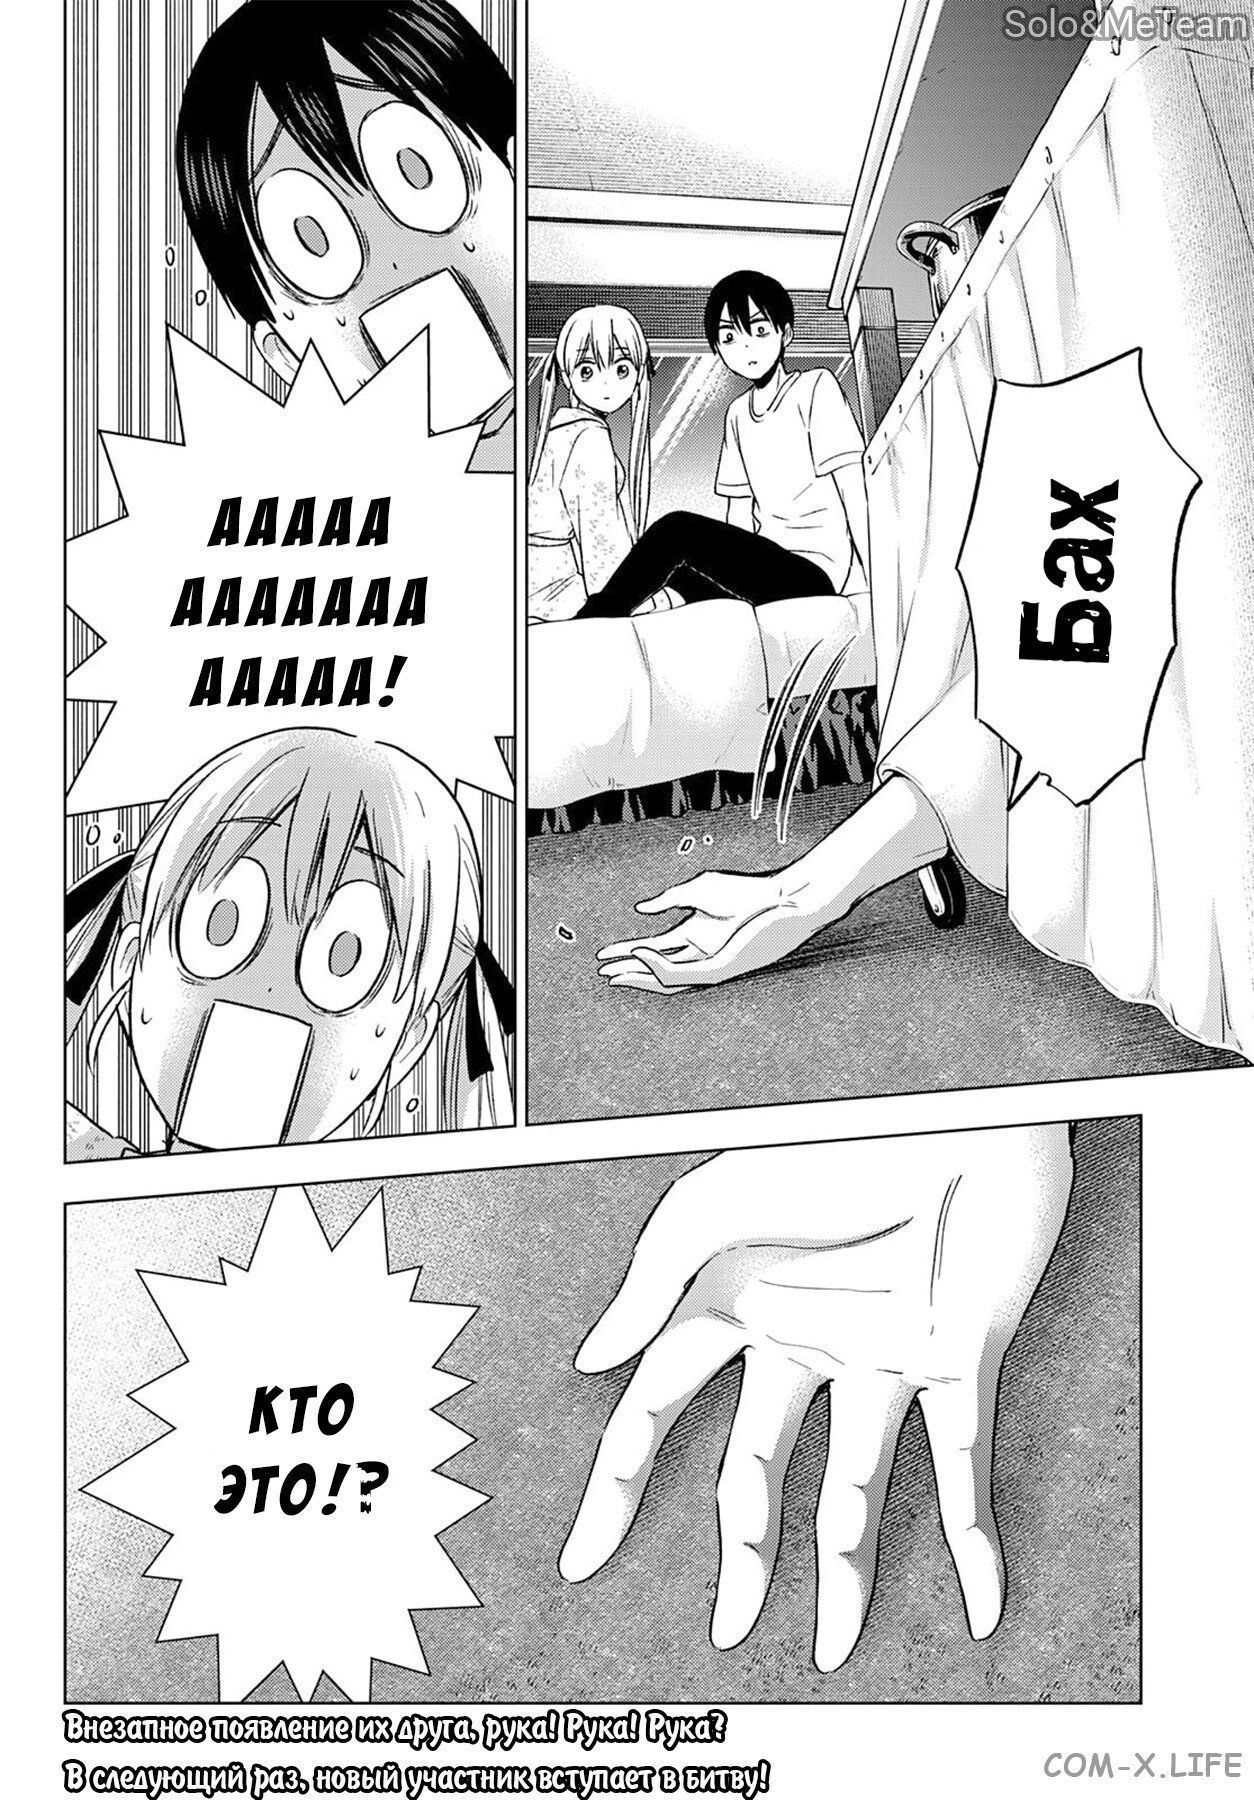 Solo&MeTeam
Бах
ААААА
ААААААА
ААААА!
КТО
ЭТО!?
Внезапное появление их друга, рука! Рука! Рука?
В следующий раз, новый участник вступает в битву!
COM-X.LIFE